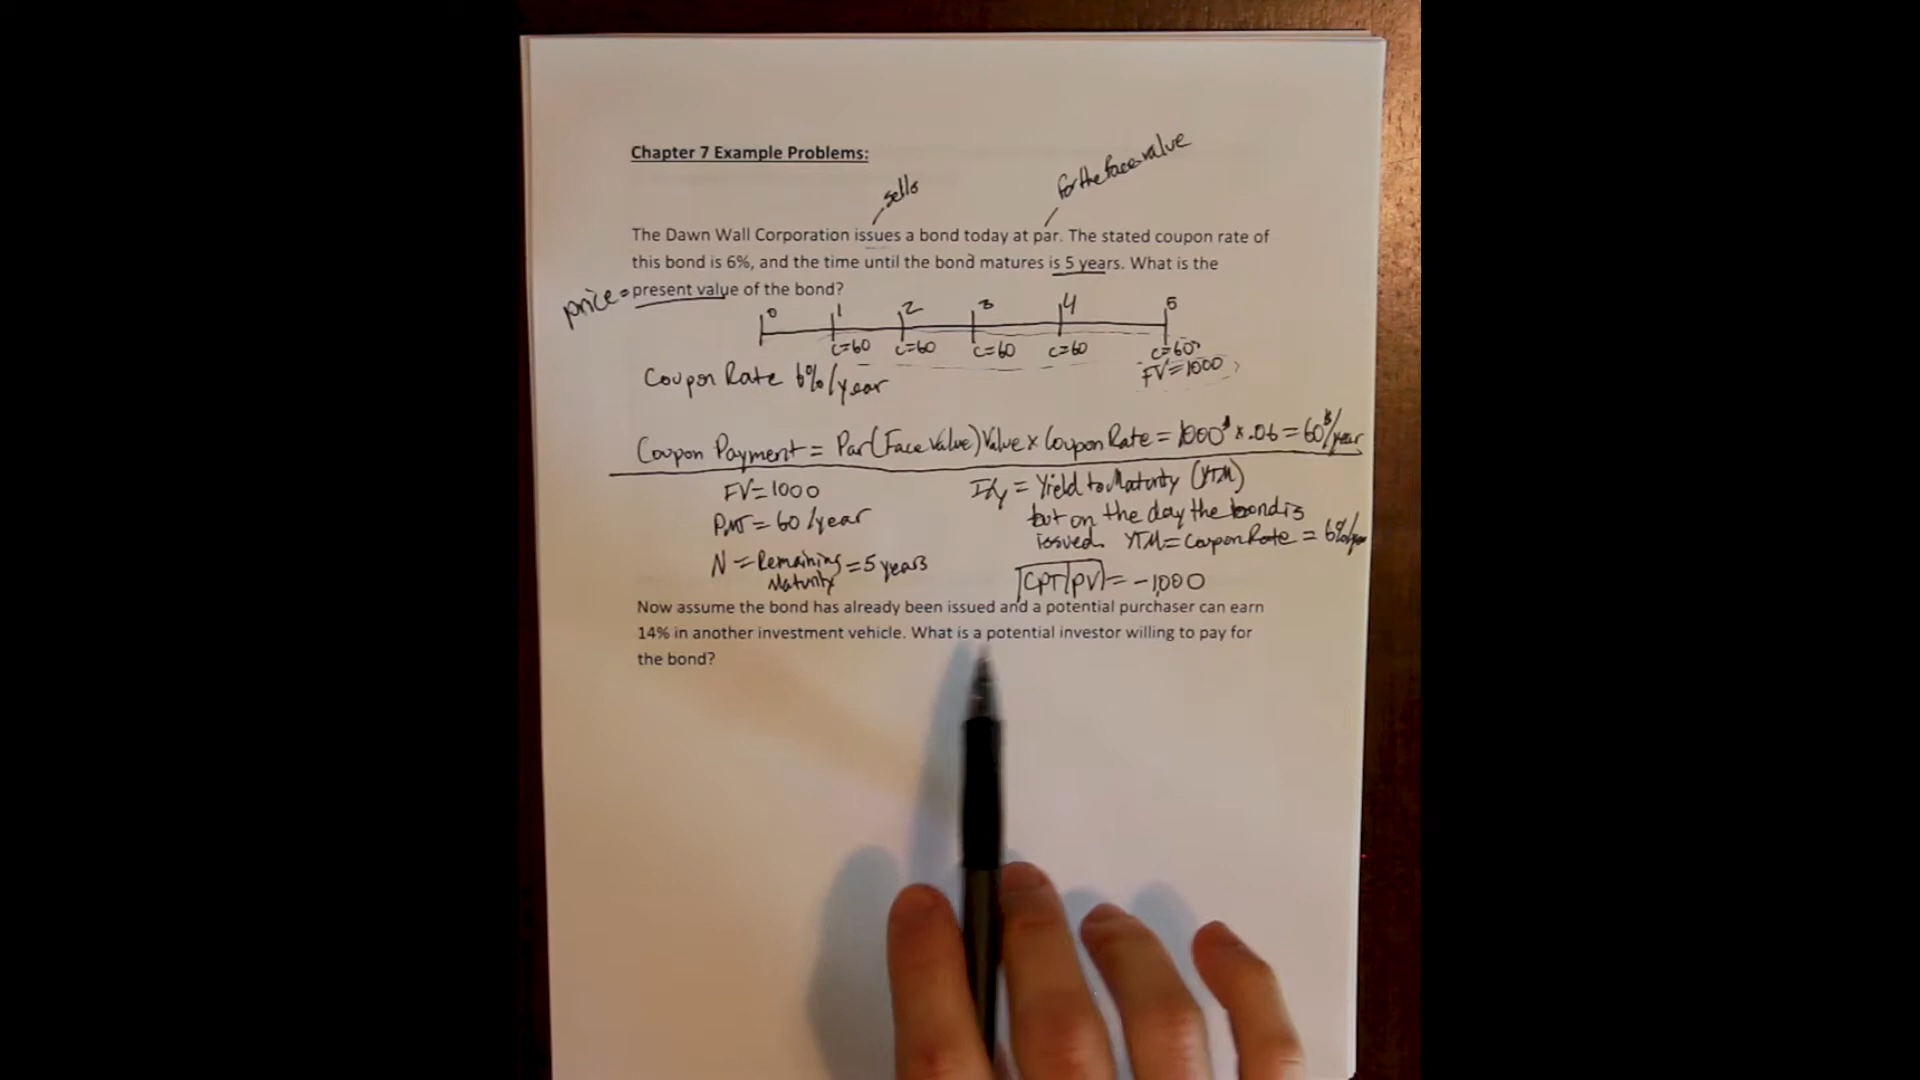 Chapter 7 Example Problems:
sells
for the face value
The Dawn Wall Corporation issues a bond today at par. The stated coupon rate of
this bond is 6%, and the time until the bond matures is 5 years. What is the
price = present value of the bond?
0 1 2 3 4 5
C=60 C=60 C=60 C=60 C=60
FV=1000
Coupon Rate 6%/year
Coupon Payment = Par(Face Value) Value x Coupon Rate = 1000$ x .06 = 60$/year
FV=1000
PMT = 60/year
N = Remaining Maturity = 5 years
I/y = Yield to Maturity (YTM)
but on the day the bond is
issued YTM = Coupon Rate = 6%/year
CPT PV = -1,000
Now assume the bond has already been issued and a potential purchaser can earn
14% in another investment vehicle. What is a potential investor willing to pay for
the bond?